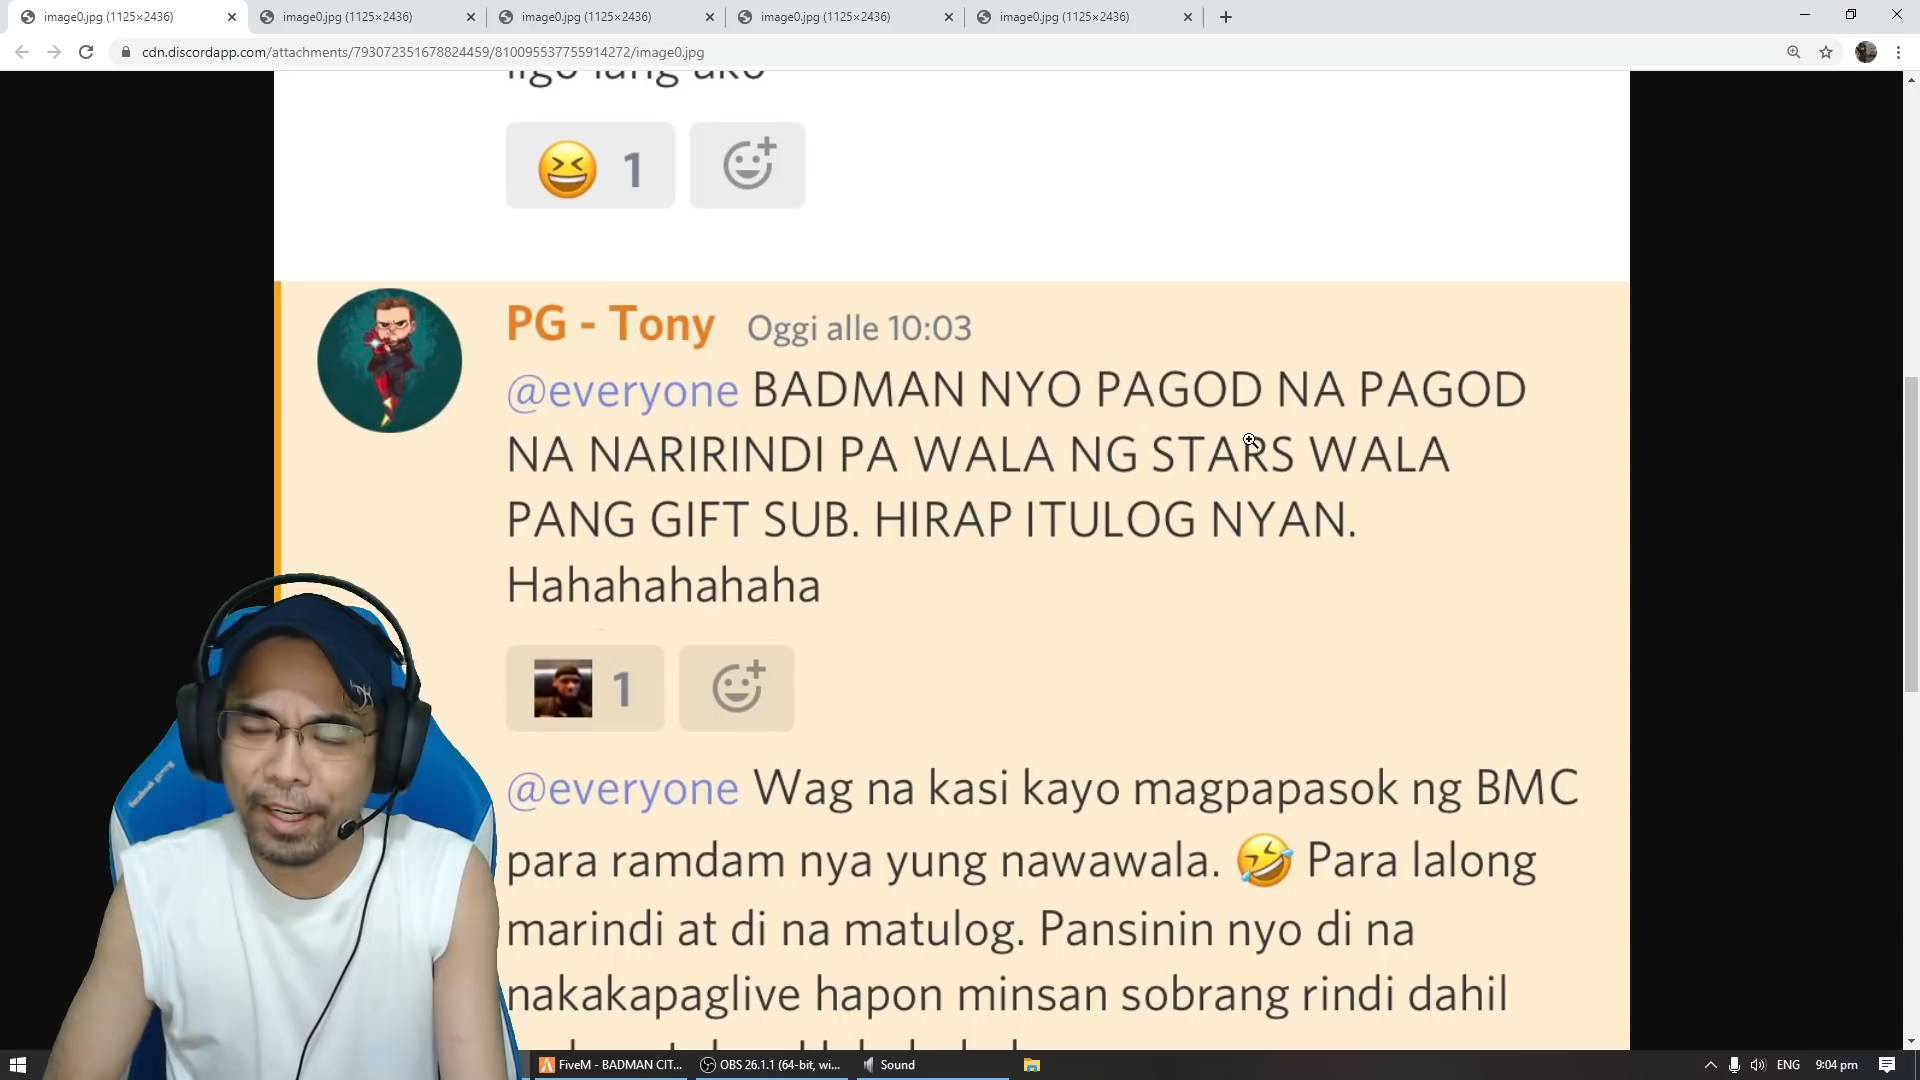 image0.jpg (1125×2436)
image0.jpg (1125×2436)
image0.jpg (1125×2436)
image0.jpg (1125×2436)
image0.jpg (1125×2436)
cdn.discordapp.com/attachments/793072351678824459/810095537755914272/image0.jpg
ligo lang ako
1
PG - Tony Oggi alle 10:03
@everyone BADMAN NYO PAGOD NA PAGOD
NA NARIRINDI PA WALA NG STARS WALA
PANG GIFT SUB. HIRAP ITULOG NYAN.
Hahahahahaha
1
@everyone Wag na kasi kayo magpapasok ng BMC
para ramdam nya yung nawawala. 🤣 Para lalong
marindi at di na matulog. Pansinin nyo di na
nakakapaglive hapon minsan sobrang rindi dahil
FiveM - BADMAN CIT...
OBS 26.1.1 (64-bit, wi...
Sound
ENG
9:04 pm